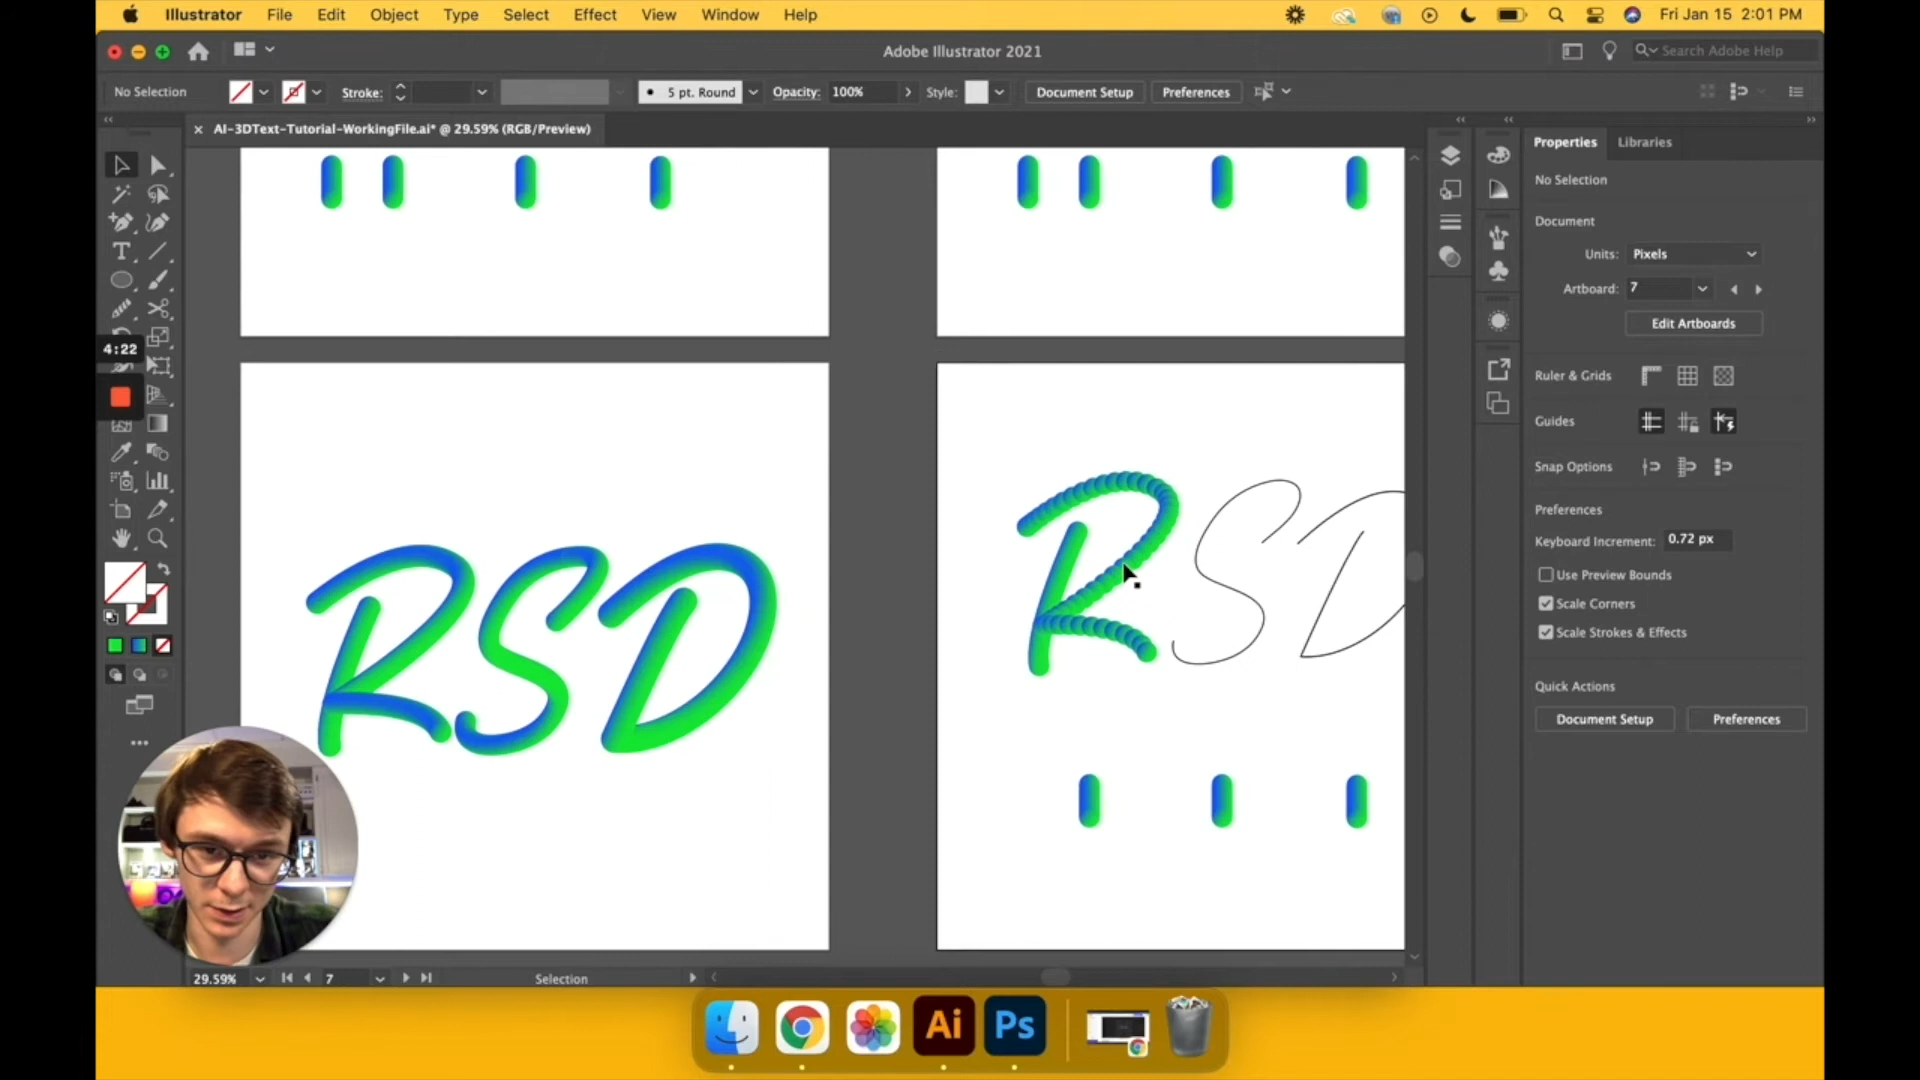 Illustrator File Edit Object Type Select Effect View Window Help
Fri Jan 15 2:01 PM
Adobe Illustrator 2021
Search Adobe Help
No Selection
Stroke:
5 pt. Round
Opacity: 100%
Style:
Document Setup
Preferences
AI-3DText-Tutorial-WorkingFile.ai* @ 29.59% (RGB/Preview)
Properties Libraries
No Selection
Document
Units: Pixels
Artboard: 7
Edit Artboards
4:22
Ruler & Grids
Guides
Snap Options
Preferences
Keyboard Increment: 0.72 px
Use Preview Bounds
Scale Corners
Scale Strokes & Effects
Quick Actions
Document Setup Preferences
RSD
RSD
29.59% 7 Selection
Ai Ps